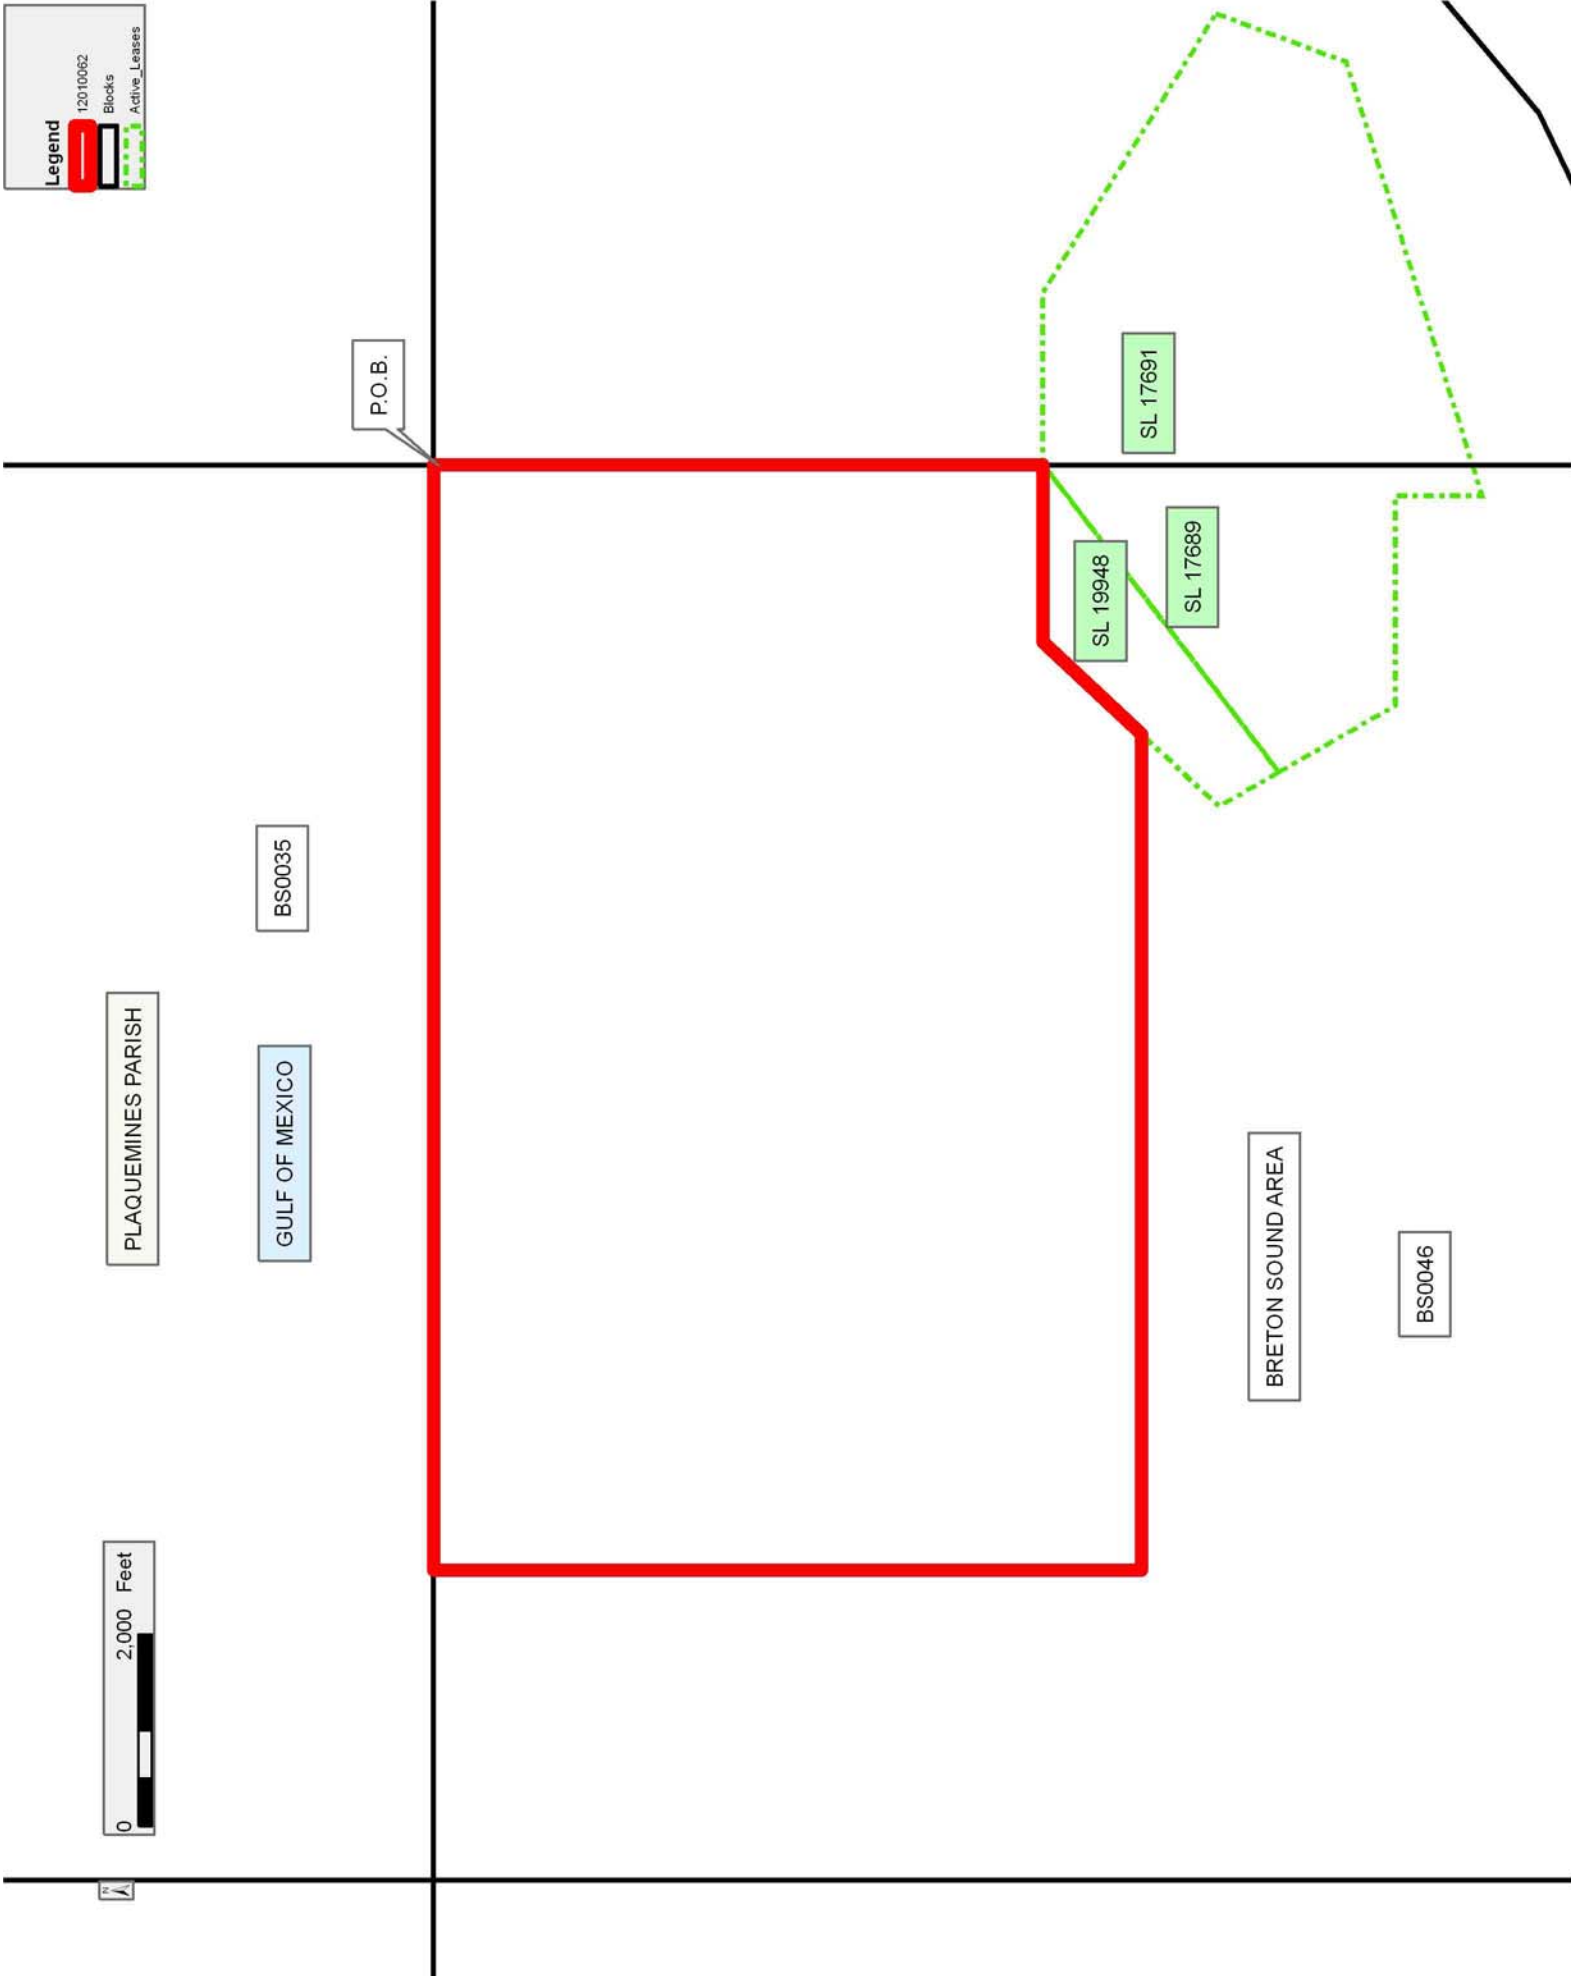 Legend
12010062
Blocks
Active_Leases
P.O.B.
SL 17691
SL 17689
SL 19948
BS0035
PLAQUEMINES PARISH
GULF OF MEXICO
BRETON SOUND AREA
BS0046
0 2,000 Feet
N